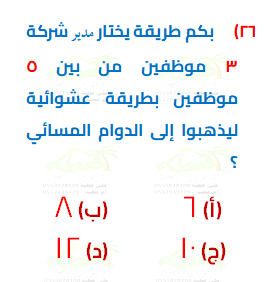 ٢٦) بكم طريقة يختار مدير شركة
٣ موظفين من بين ٥
موظفين بطريقة عشوائية
ليذهبوا إلى الدوام المسائي
؟
(أ) ٦ (ب) ٨
(ج) ١٠ (د) ١٢